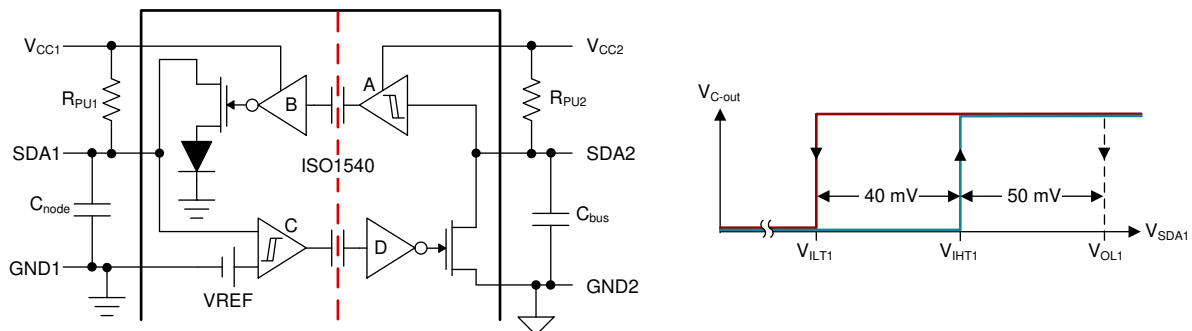 VCC1
VCC2
A
B
RPU1
RPU2
SDA1
ISO1540
SDA2
Cnode
C
D
Cbus
GND1
VREF
GND2
VC-out
40 mV
50 mV
VSDA1
VILT1
VIHT1
VOL1